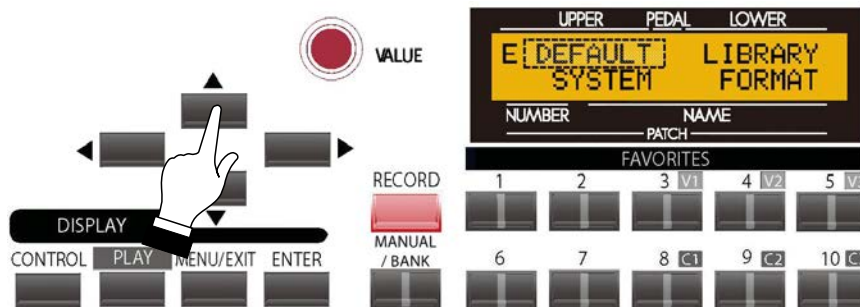 UPPER PEDAL LOWER
VALUE
E DEFAULT LIBRARY
SYSTEM FORMAT
NUMBER NAME
PATCH
FAVORITES
RECORD
1 2 3 V1 4 V2 5
DISPLAY
MANUAL
/ BANK
CONTROL PLAY MENU/EXIT ENTER
6 7 8 C1 9 C2 10